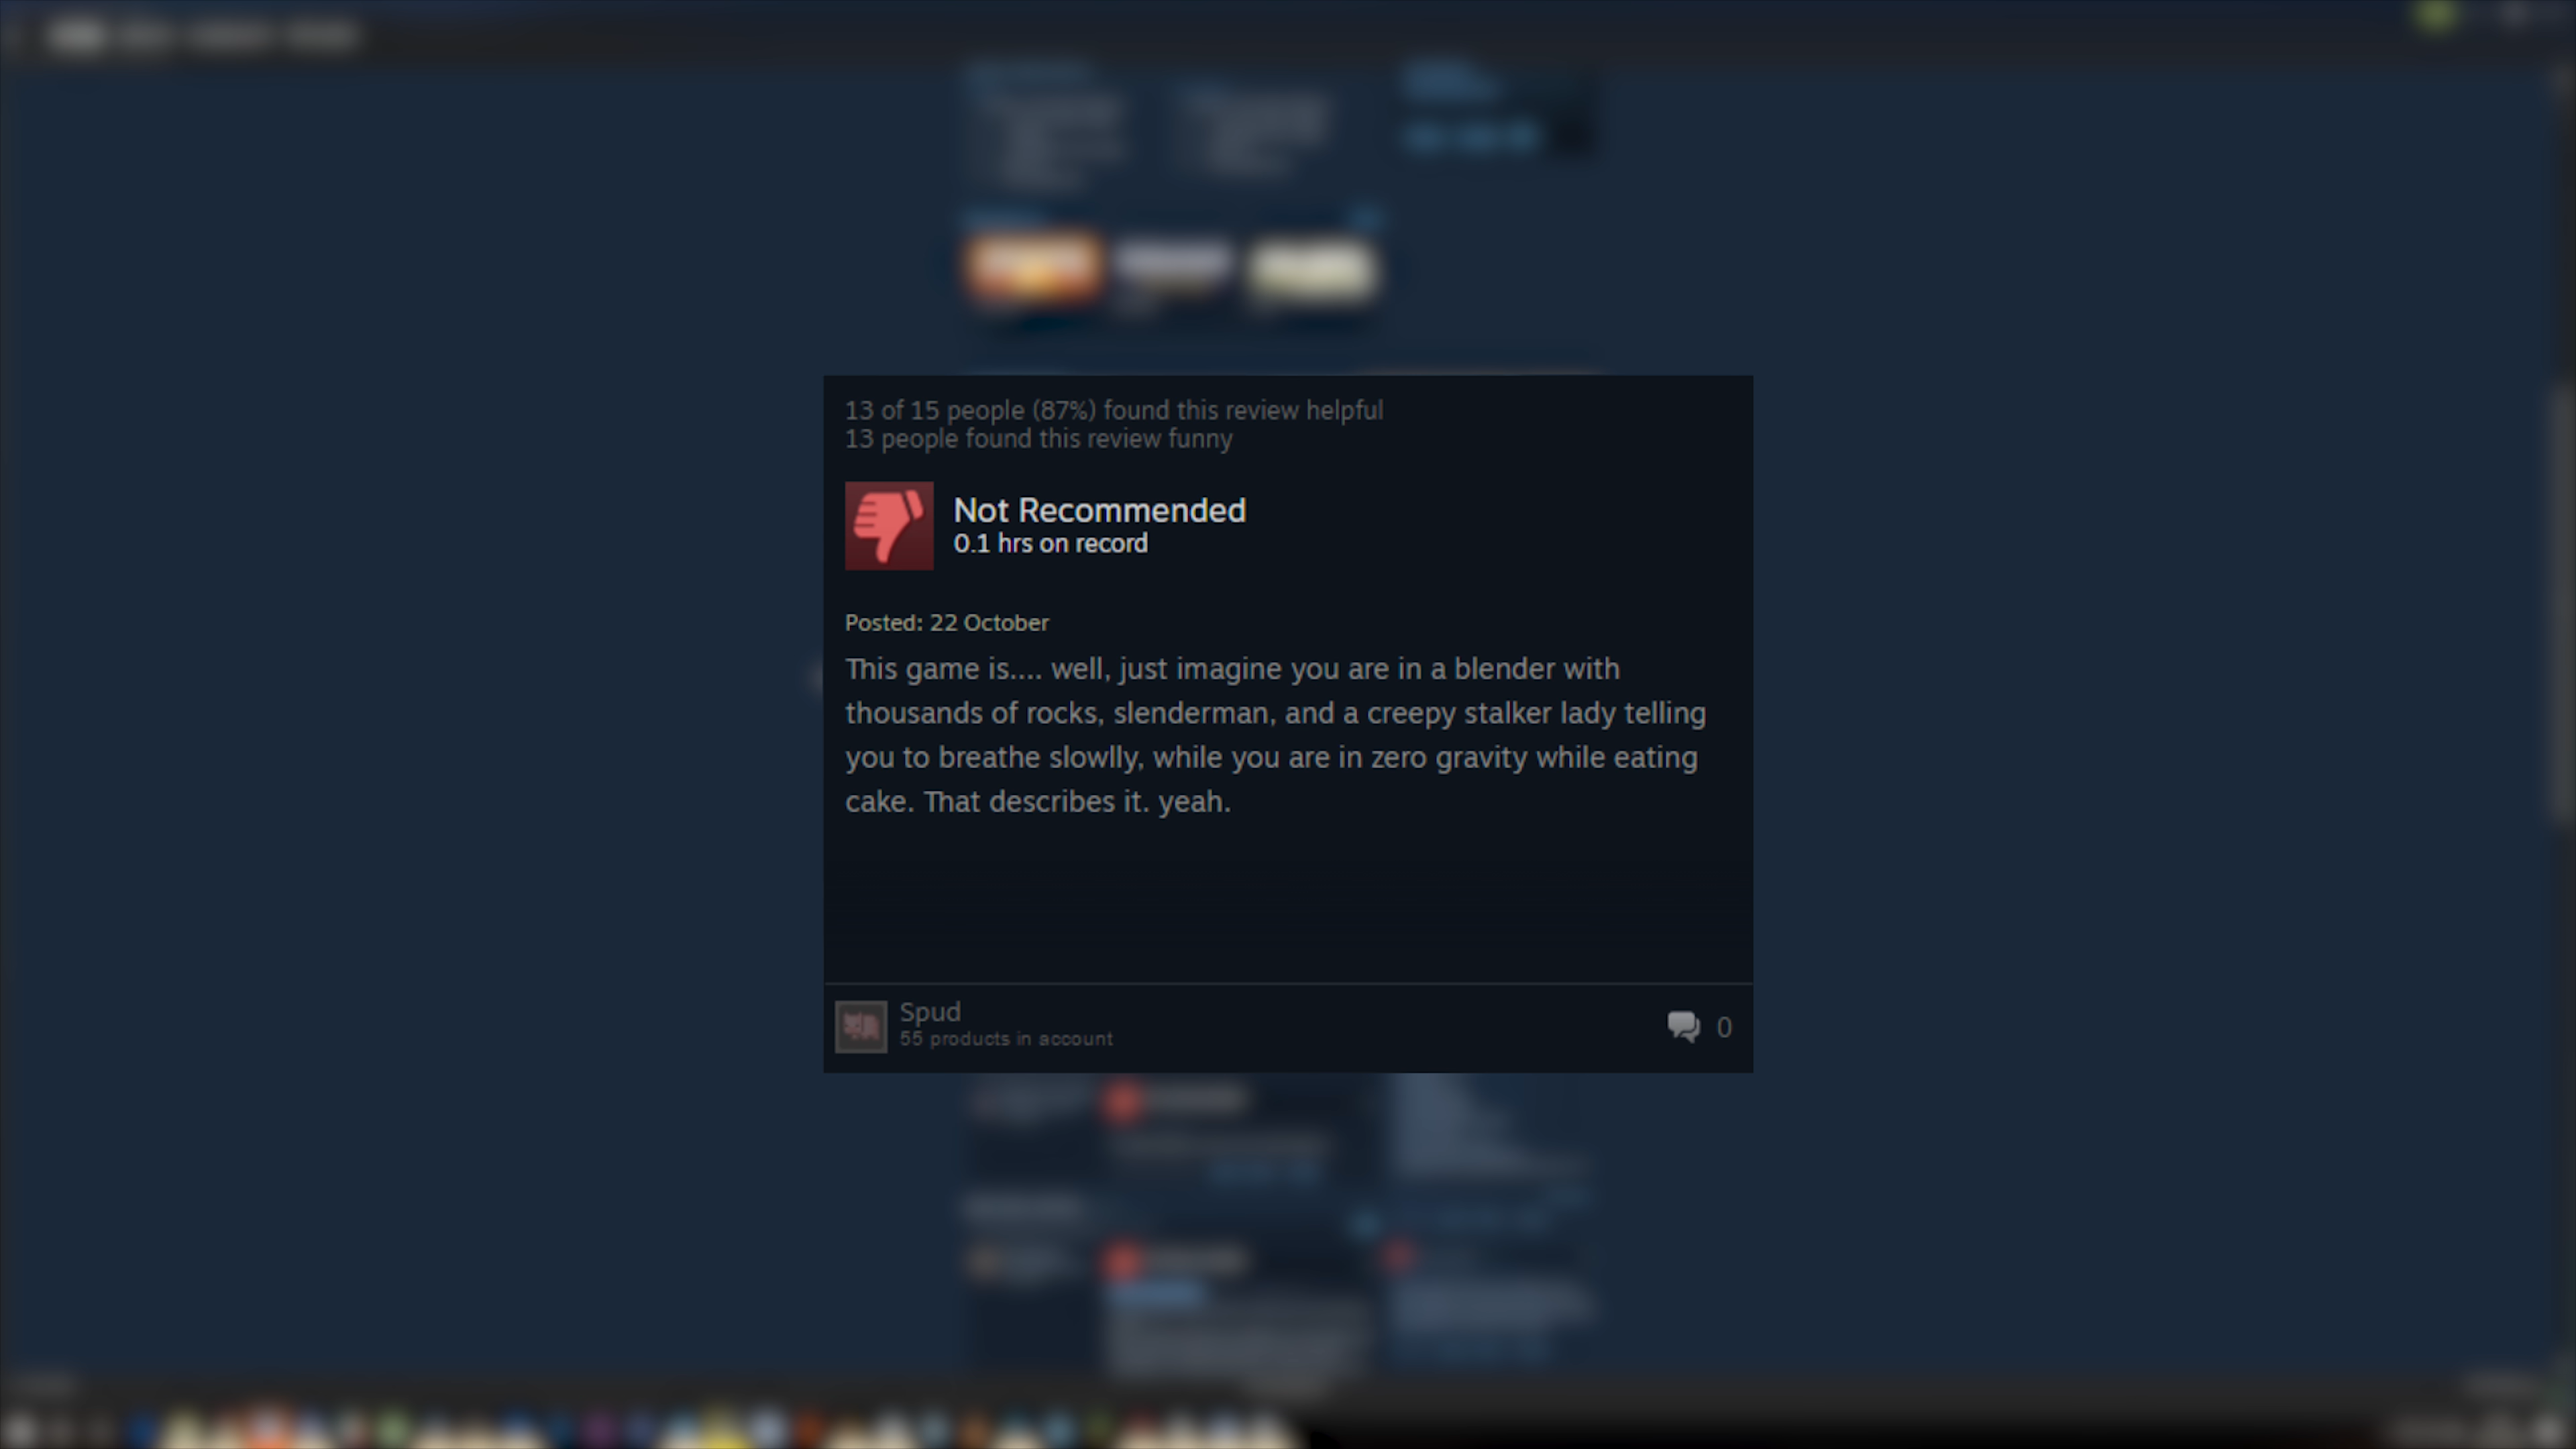 13 of 15 people (87%) found this review helpful
13 people found this review funny
Not Recommended
0.1 hrs on record
Posted: 22 October
This game is.... well, just imagine you are in a blender with
thousands of rocks, slenderman, and a creepy stalker lady telling
you to breathe slowlly, while you are in zero gravity while eating
cake. That describes it. yeah.
Spud
55 products in account
0